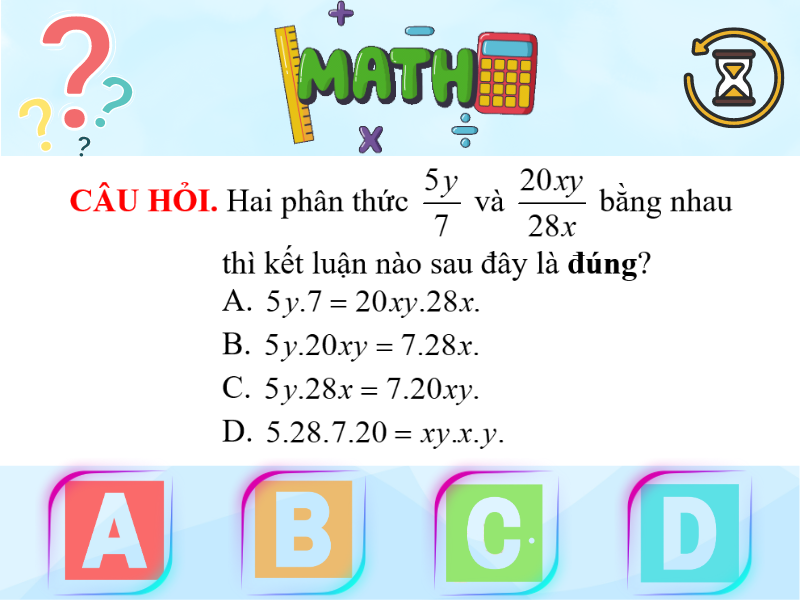 ? ? ? ?
MATH
CÂU HỎI. Hai phân thức 5y/7 và 20xy/28x bằng nhau
thì kết luận nào sau đây là đúng?
A. 5y.7 = 20xy.28x.
B. 5y.20xy = 7.28x.
C. 5y.28x = 7.20xy.
D. 5.28.7.20 = xy.x.y.
A B C D